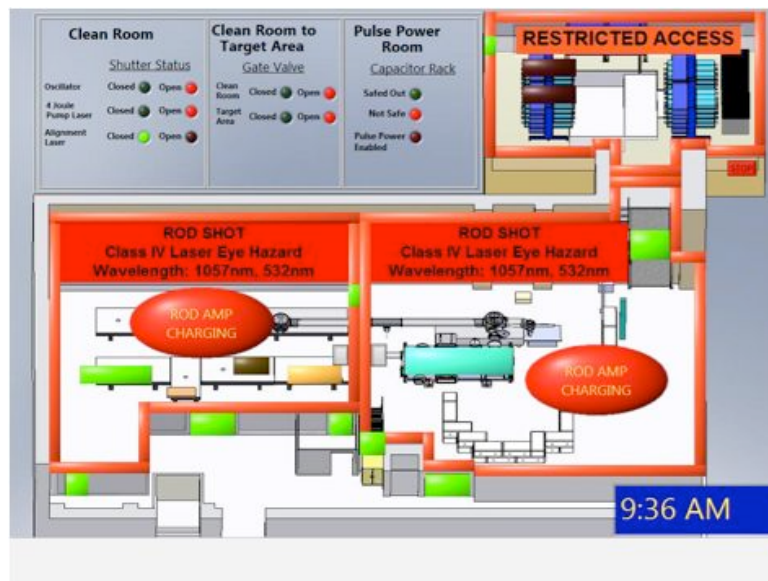 Clean Room
Shutter Status
Oscillator Closed Open
4 Joule
Pump Laser Closed Open
Alignment
Laser Closed Open
Clean Room to
Target Area
Gate Valve
Clean
Room Closed Open
Target
Area Closed Open
Pulse Power
Room
Capacitor Rack
Safed Out
Not Safe
Pulse Power
Enabled
RESTRICTED ACCESS
STOP
ROD SHOT
Class IV Laser Eye Hazard
Wavelength: 1057nm, 532nm
ROD SHOT
Class IV Laser Eye Hazard
Wavelength: 1057nm, 532nm
ROD AMP
CHARGING
ROD AMP
CHARGING
9:36 AM